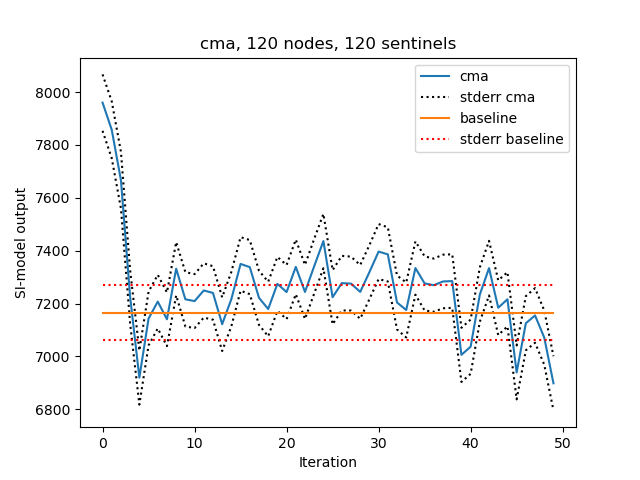 cma, 120 nodes, 120 sentinels
cma
stderr cma
baseline
stderr baseline
SI-model output
8000
7800
7600
7400
7200
7000
6800
0 10 20 30 40 50
Iteration